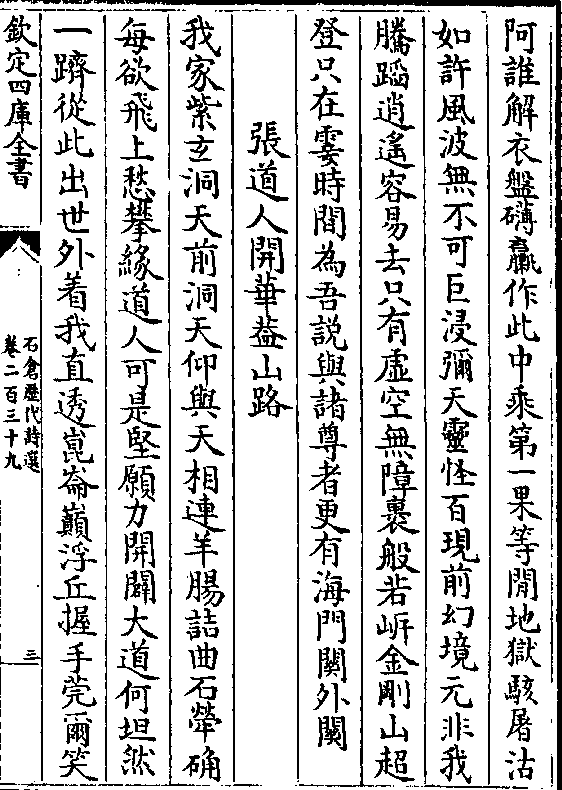 阿誰解衣盤礴臝作此中乘第一果等閒地獄駭屠沽
如許風波無不可巨浸彌天靈怪百現前幻境元非我
騰蹈逍遙容易去只有虛空無障裹般若㟁金剛山超
登只在霎時間為吾説與諸尊者更有海門關外關
張道人開華葢山路
我家紫玄洞天前洞天仰與天相連羊腸詰曲石犖确
每欲飛上愁攀緣道人可是堅願力開闢大道何坦然
一躋從此出世外着我直透崑崙巔浮丘握手莞爾笑
欽定四庫全書
石倉歷代詩選
卷二百三十九
三